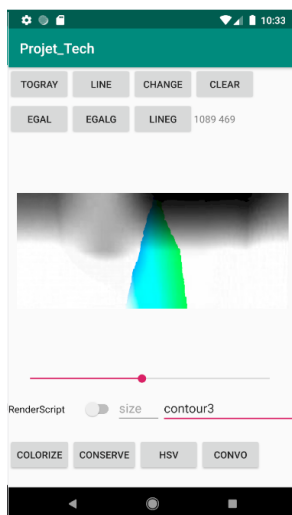 10:33
Projet_Tech
TOGRAY LINE CHANGE CLEAR
EGAL EGALG LINEG 1089 469
RenderScript size contour3
COLORIZE CONSERVE HSV CONVO